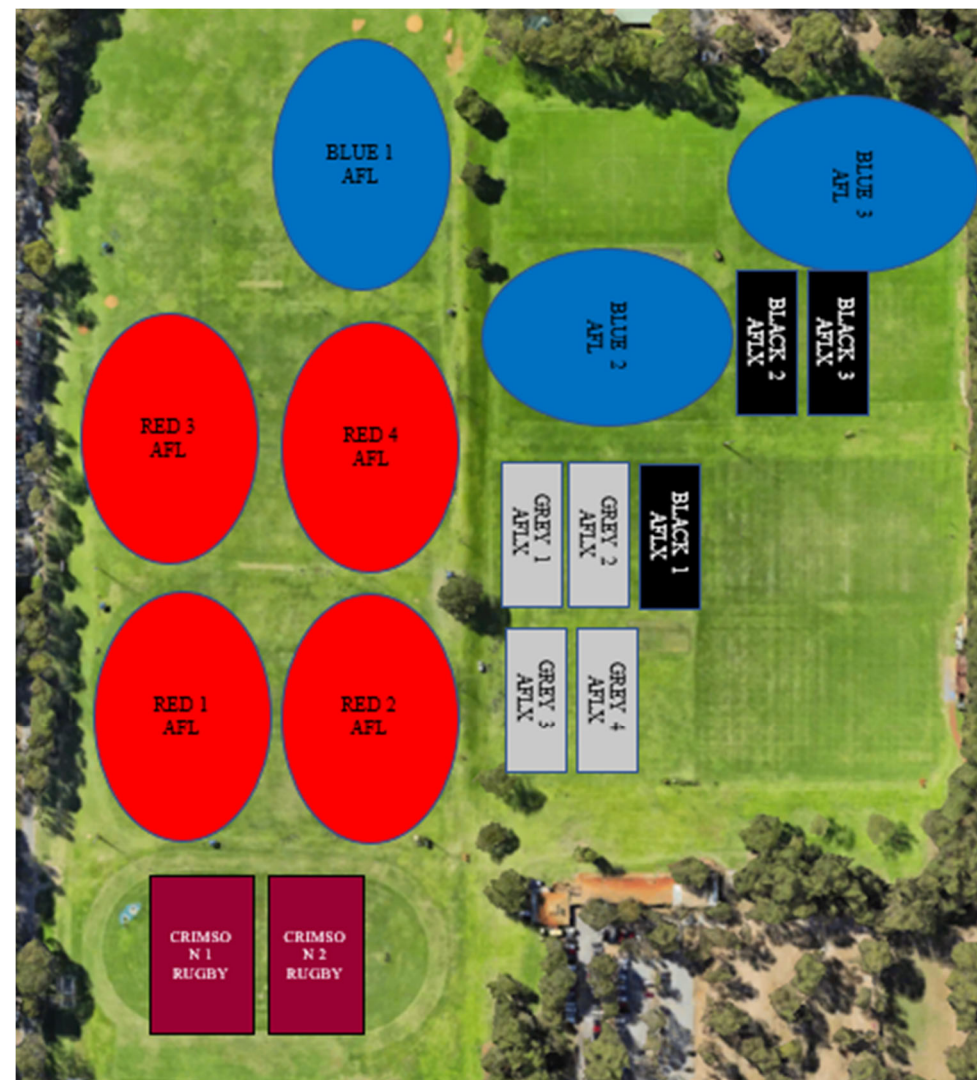 BLUE 1
AFL
BLUE 3
AFL
BLUE 2
AFL
BLACK 2
AFLX
BLACK 3
AFLX
RED 3
AFL
RED 4
AFL
GREY 1
AFLX
GREY 2
AFLX
BLACK 1
AFLX
RED 1
AFL
RED 2
AFL
GREY 3
AFLX
GREY 4
AFLX
CRIMSO
N 1
RUGBY
CRIMSO
N 2
RUGBY